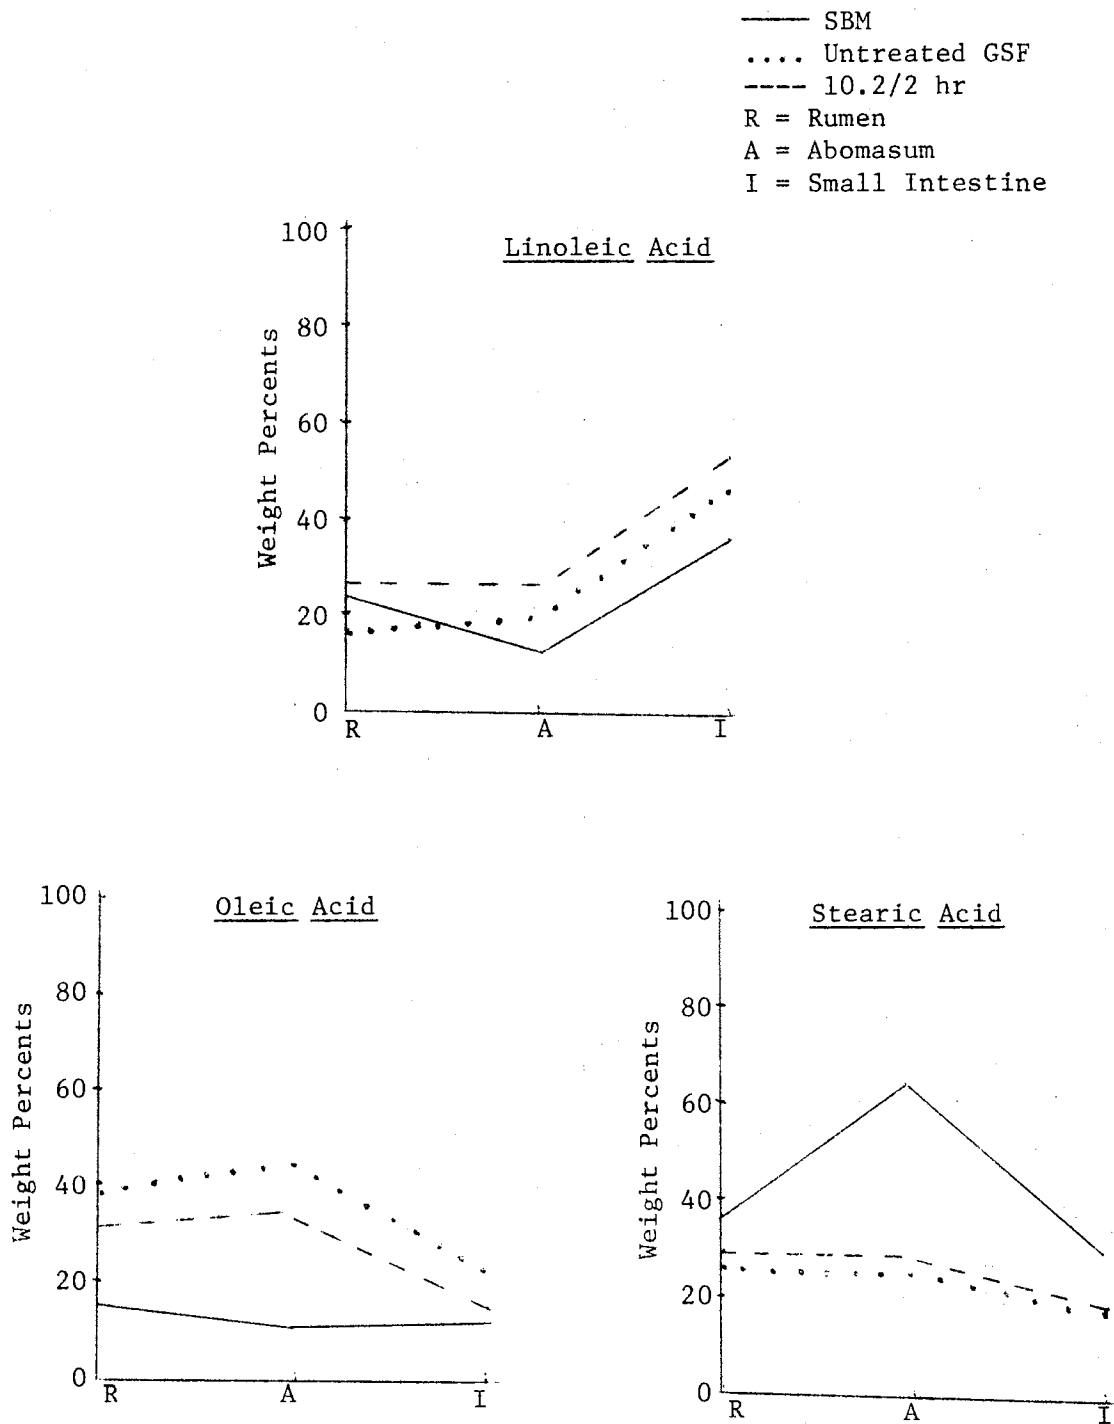 SBM
.... Untreated GSF
---- 10.2/2 hr
R = Rumen
A = Abomasum
I = Small Intestine
Linoleic Acid
Weight Percents
100
80
60
40
20
0
R A I
Oleic Acid
Weight Percents
100
80
60
40
20
0
R A I
Stearic Acid
Weight Percents
100
80
60
40
20
0
R A I